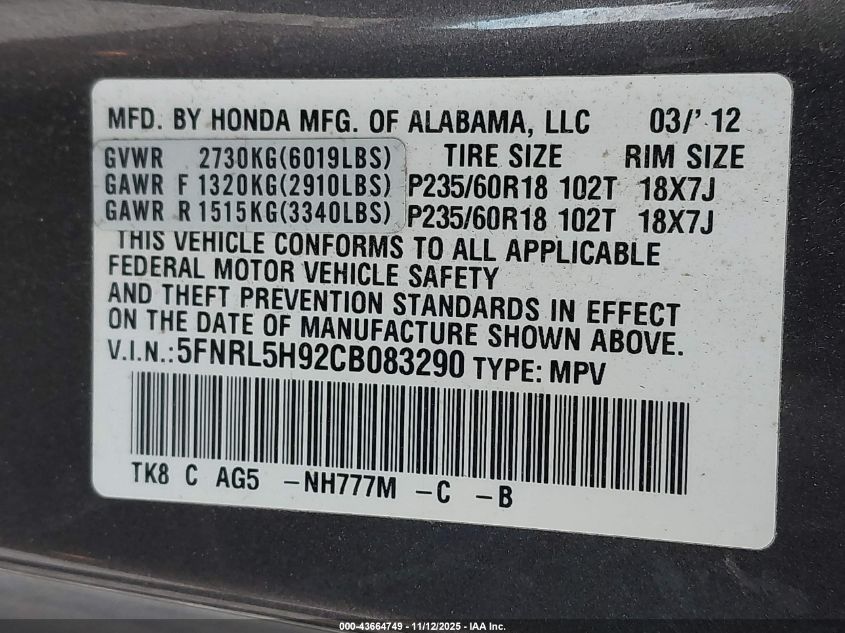 MFD. BY HONDA MFG. OF ALABAMA, LLC 03/' 12
GVWR 2730KG(6019LBS) TIRE SIZE RIM SIZE
GAWR F 1320KG(2910LBS) P235/60R18 102T 18X7J
GAWR R 1515KG(3340LBS) P235/60R18 102T 18X7J
THIS VEHICLE CONFORMS TO ALL APPLICABLE
FEDERAL MOTOR VEHICLE SAFETY
AND THEFT PREVENTION STANDARDS IN EFFECT
ON THE DATE OF MANUFACTURE SHOWN ABOVE.
V.I.N.:5FNRL5H92CB083290 TYPE: MPV
TK8 C AG5 -NH777M -C -B
000-43664749 - 11/12/2025 - IAA Inc.